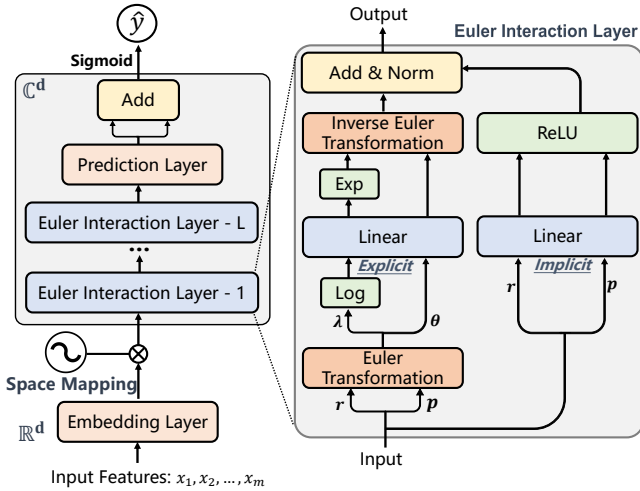 ŷ
Sigmoid
ℂᵈ
Add
Prediction Layer
Euler Interaction Layer - L
...
Euler Interaction Layer - 1
Space Mapping
ℝᵈ
Embedding Layer
Input Features: x₁, x₂, ..., xₘ
Output
Euler Interaction Layer
Add & Norm
Inverse Euler
Transformation
ReLU
Exp
Linear
Linear
Explicit
Implicit
Log
λ
θ
r
p
Euler
Transformation
r
p
Input